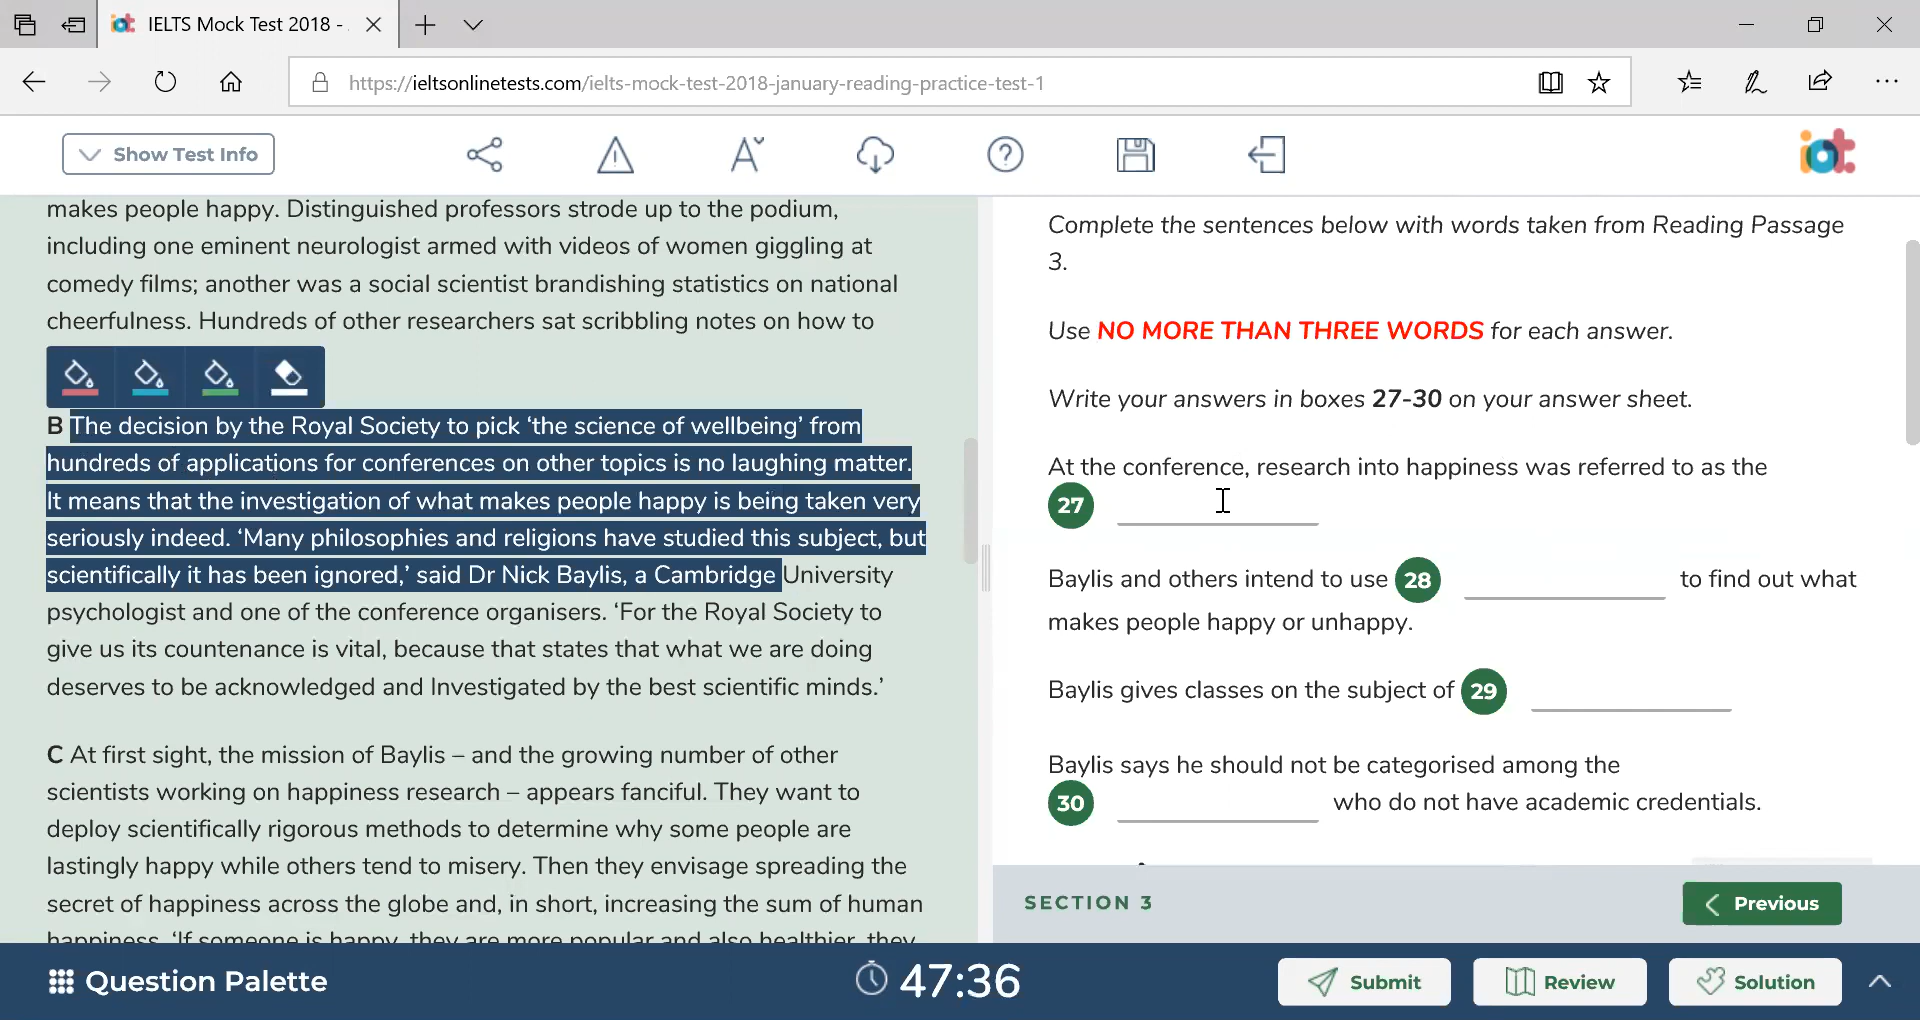 IELTS Mock Test 2018 -
https://ieltsonlinetests.com/ielts-mock-test-2018-january-reading-practice-test-1
Show Test Info
iot
makes people happy. Distinguished professors strode up to the podium,
including one eminent neurologist armed with videos of women giggling at
comedy films; another was a social scientist brandishing statistics on national
cheerfulness. Hundreds of other researchers sat scribbling notes on how to
B The decision by the Royal Society to pick ‘the science of wellbeing’ from
hundreds of applications for conferences on other topics is no laughing matter.
It means that the investigation of what makes people happy is being taken very
seriously indeed. ‘Many philosophies and religions have studied this subject, but
scientifically it has been ignored,’ said Dr Nick Baylis, a Cambridge University
psychologist and one of the conference organisers. ‘For the Royal Society to
give us its countenance is vital, because that states that what we are doing
deserves to be acknowledged and Investigated by the best scientific minds.’
C At first sight, the mission of Baylis – and the growing number of other
scientists working on happiness research – appears fanciful. They want to
deploy scientifically rigorous methods to determine why some people are
lastingly happy while others tend to misery. Then they envisage spreading the
secret of happiness across the globe and, in short, increasing the sum of human
happiness. ‘If someone is happy, they are more popular and also healthier, they
Complete the sentences below with words taken from Reading Passage
3.
Use NO MORE THAN THREE WORDS for each answer.
Write your answers in boxes 27-30 on your answer sheet.
At the conference, research into happiness was referred to as the
27
Baylis and others intend to use 28 to find out what
makes people happy or unhappy.
Baylis gives classes on the subject of 29
Baylis says he should not be categorised among the
30 who do not have academic credentials.
SECTION 3
Previous
Question Palette
47:36
Submit
Review
Solution